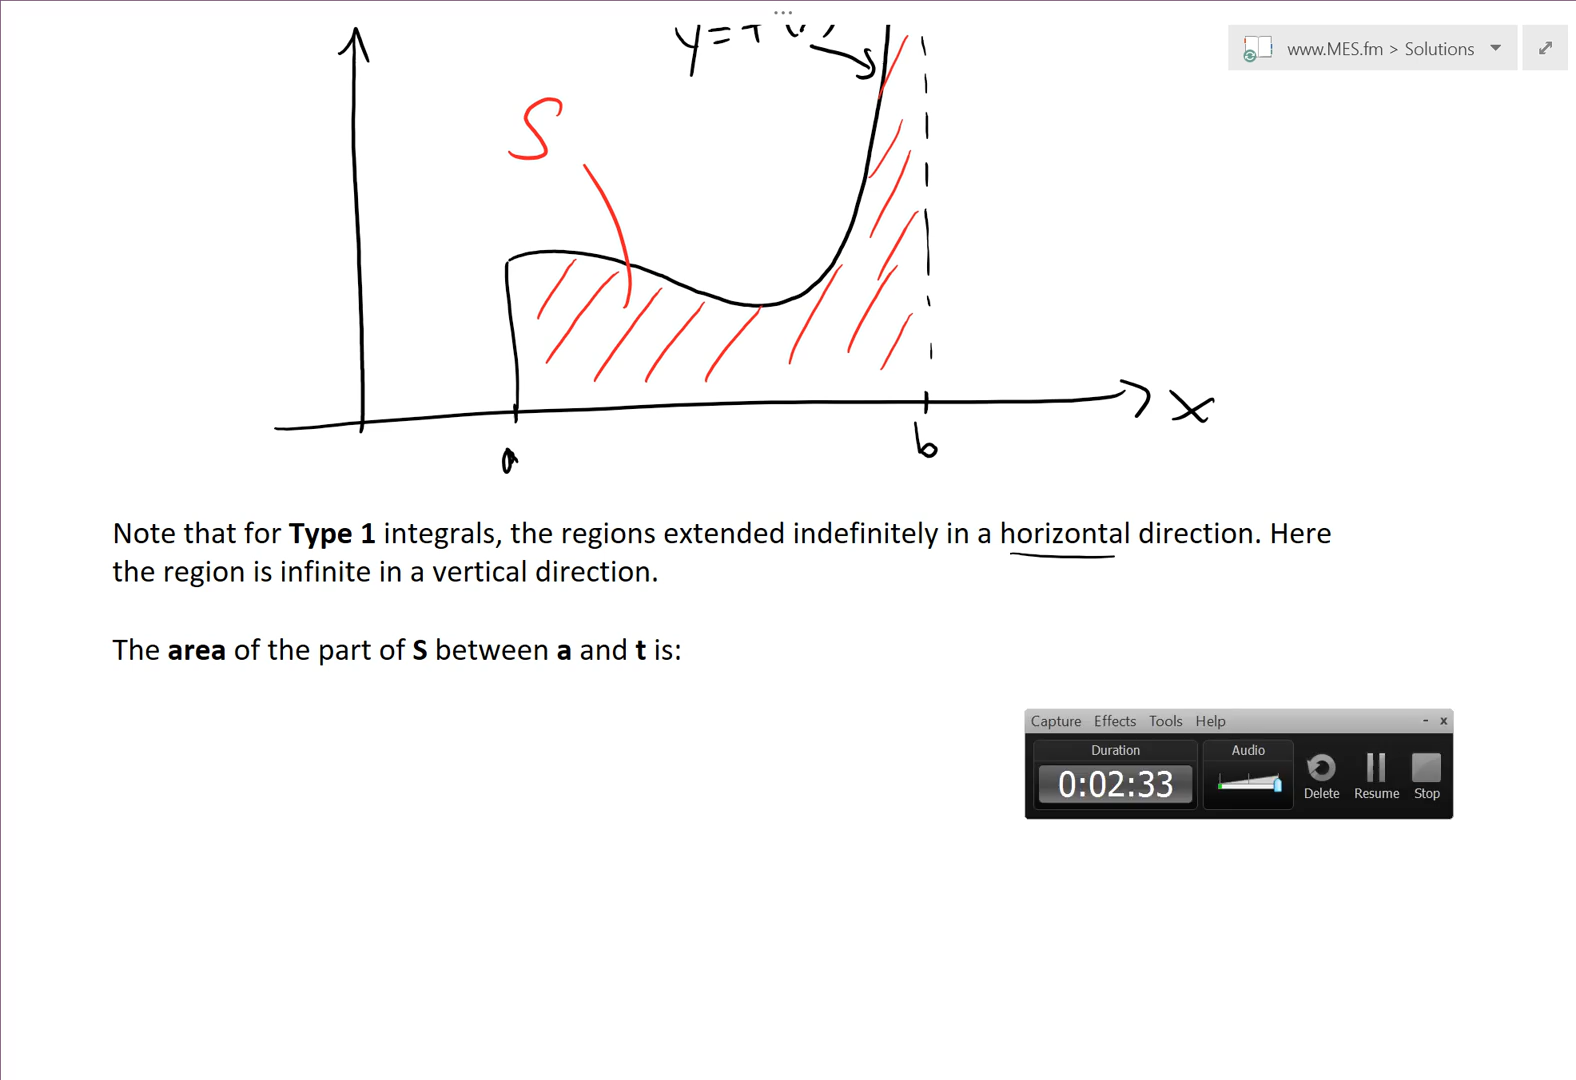 www.MES.fm > Solutions
S
x
a
b
Note that for Type 1 integrals, the regions extended indefinitely in a horizontal direction. Here
the region is infinite in a vertical direction.
The area of the part of S between a and t is:
Capture Effects Tools Help - x
Duration Audio
0:02:33
Delete Resume Stop